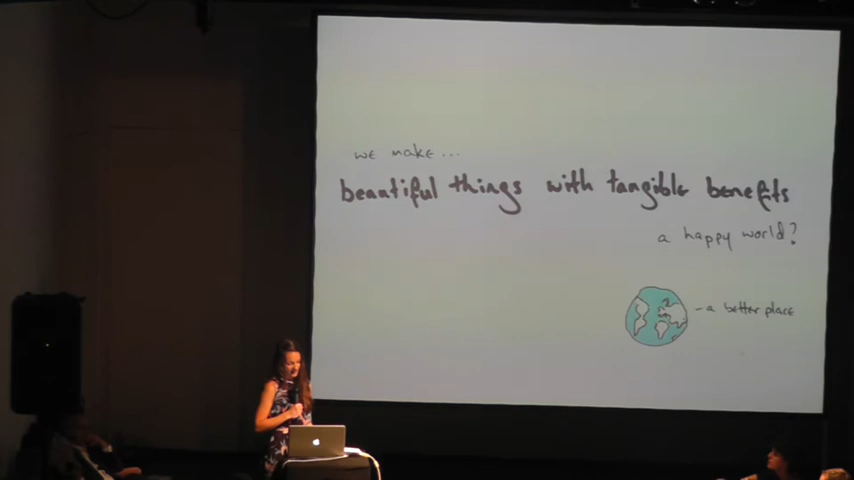 we make...
beautiful things with tangible benefits
a happy world?
- a better place